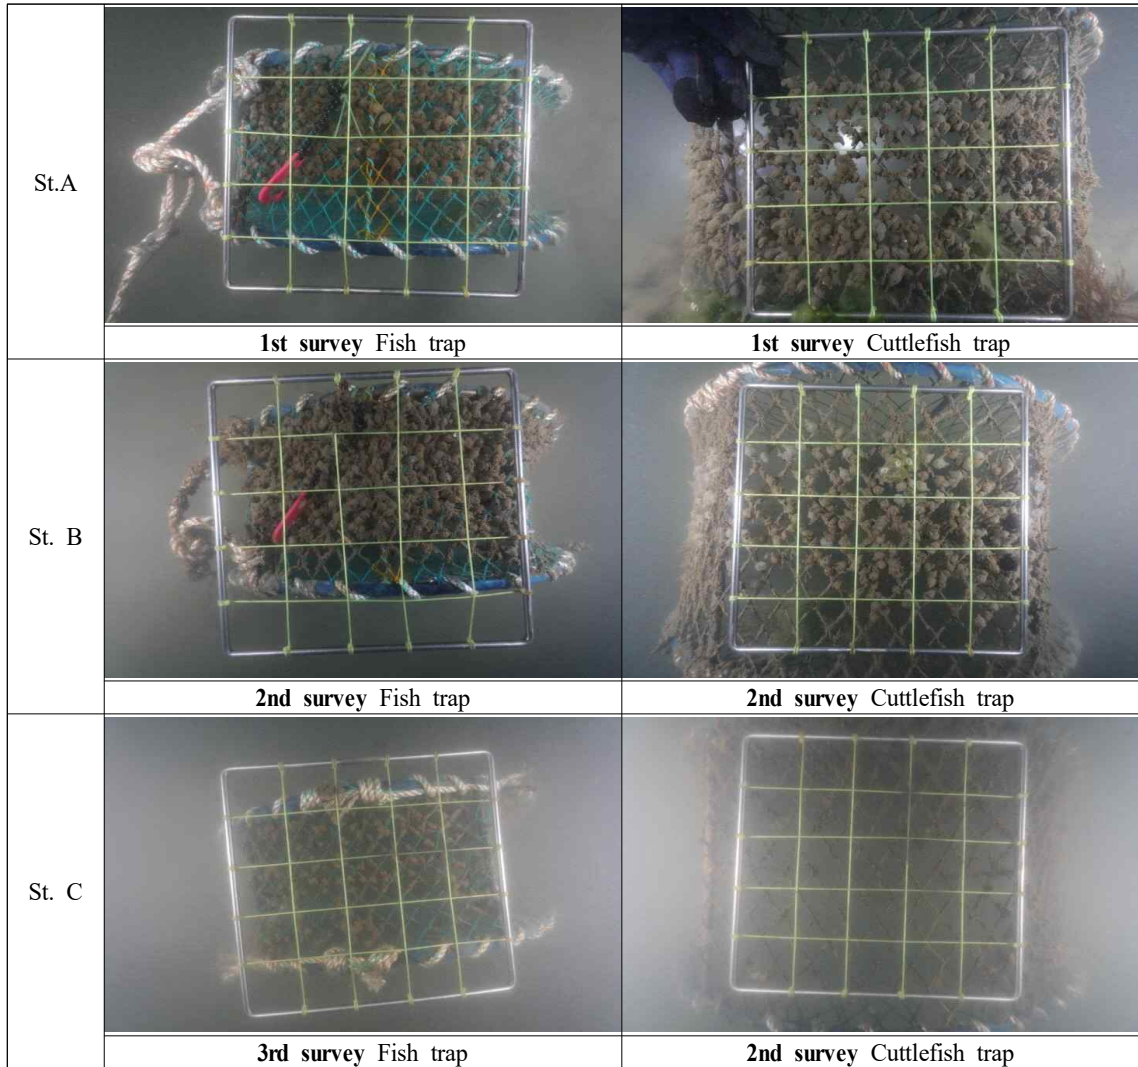 St.A
1st survey Fish trap
1st survey Cuttlefish trap
St. B
2nd survey Fish trap
2nd survey Cuttlefish trap
St. C
3rd survey Fish trap
2nd survey Cuttlefish trap